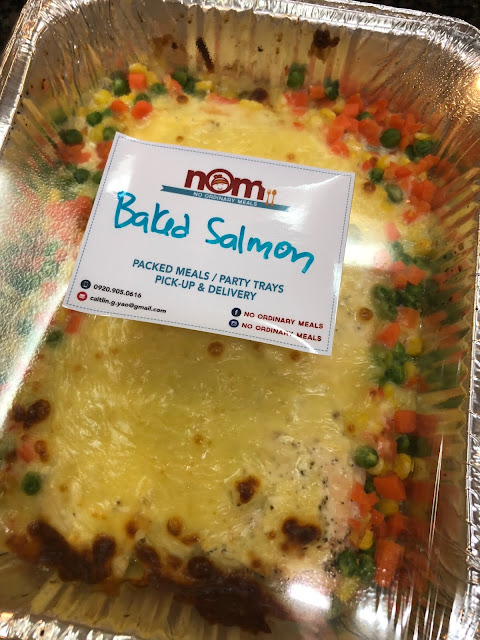 nom
NO ORDINARY MEALS
Baked Salmon
PACKED MEALS / PARTY TRAYS
PICK-UP & DELIVERY
0920.905.0616
caitlin.g.yao@gmail.com
NO ORDINARY MEALS
NO ORDINARY MEALS